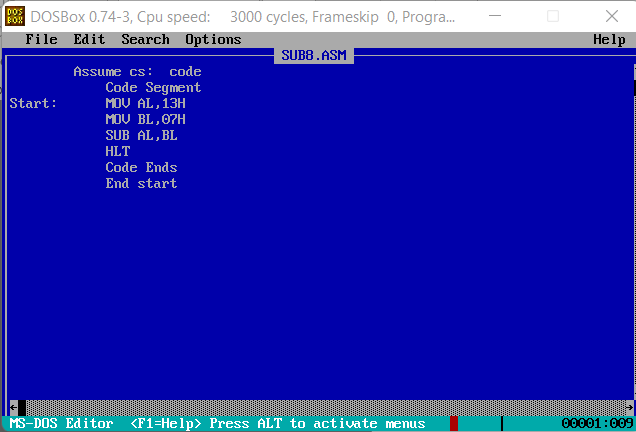 DOS BOX DOSBox 0.74-3, Cpu speed: 3000 cycles, Frameskip 0, Progra...
File Edit Search Options Help
SUB8.ASM
Assume cs: code
Code Segment
Start: MOV AL,13H
MOV BL,07H
SUB AL,BL
HLT
Code Ends
End start
MS-DOS Editor <F1=Help> Press ALT to activate menus 00001:009